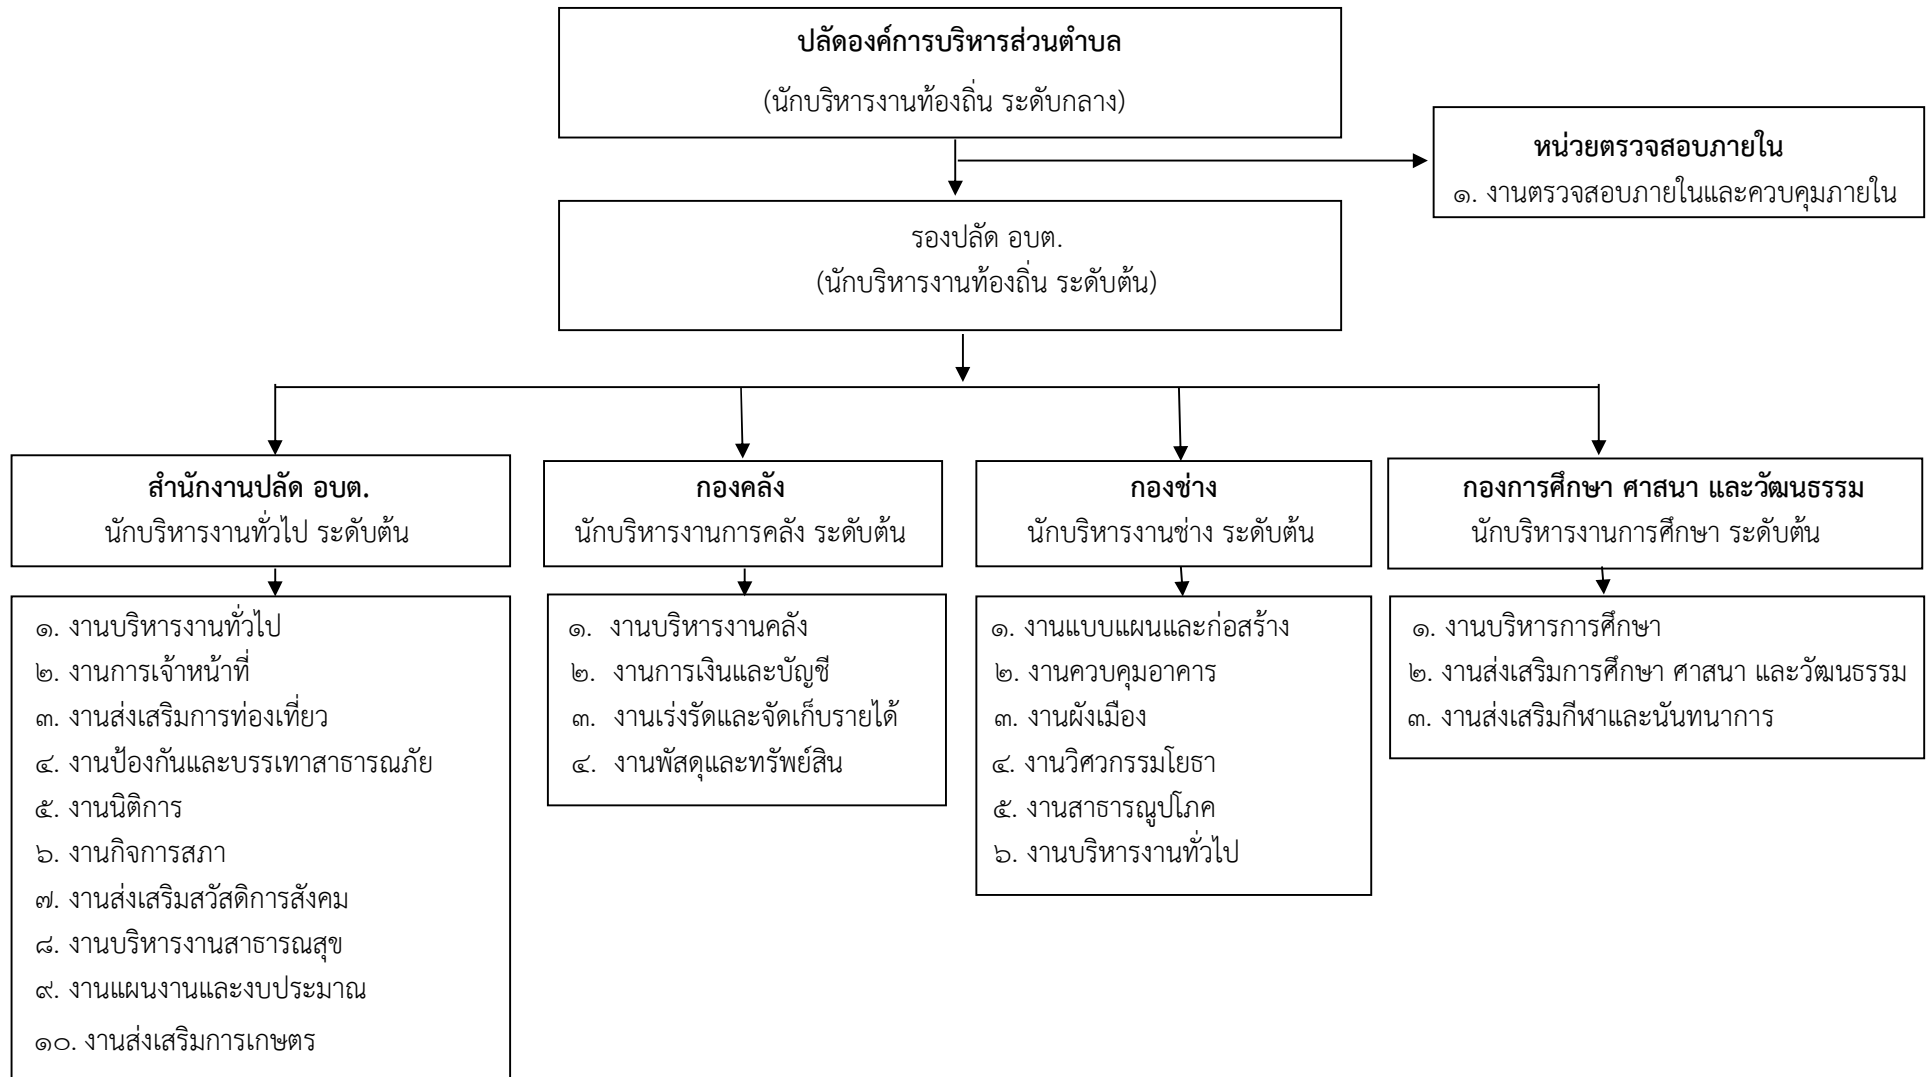 ปลัดองค์การบริหารส่วนตำบล
(นักบริหารงานท้องถิ่น ระดับกลาง)
หน่วยตรวจสอบภายใน
๑. งานตรวจสอบภายในและควบคุมภายใน
รองปลัด อบต.
(นักบริหารงานท้องถิ่น ระดับต้น)
สำนักงานปลัด อบต.
นักบริหารงานทั่วไป ระดับต้น
กองคลัง
นักบริหารงานการคลัง ระดับต้น
กองช่าง
นักบริหารงานช่าง ระดับต้น
กองการศึกษา ศาสนา และวัฒนธรรม
นักบริหารงานการศึกษา ระดับต้น
๑. งานบริหารงานทั่วไป
๒. งานการเจ้าหน้าที่
๓. งานส่งเสริมการท่องเที่ยว
๔. งานป้องกันและบรรเทาสาธารณภัย
๕. งานนิติการ
๖. งานกิจการสภา
๗. งานส่งเสริมสวัสดิการสังคม
๘. งานบริหารงานสาธารณสุข
๙. งานแผนงานและงบประมาณ
๑๐. งานส่งเสริมการเกษตร
๑. งานบริหารงานคลัง
๒. งานการเงินและบัญชี
๓. งานเร่งรัดและจัดเก็บรายได้
๔. งานพัสดุและทรัพย์สิน
๑. งานแบบแผนและก่อสร้าง
๒. งานควบคุมอาคาร
๓. งานผังเมือง
๔. งานวิศวกรรมโยธา
๕. งานสาธารณูปโภค
๖. งานบริหารงานทั่วไป
๑. งานบริหารการศึกษา
๒. งานส่งเสริมการศึกษา ศาสนา และวัฒนธรรม
๓. งานส่งเสริมกีฬาและนันทนาการ